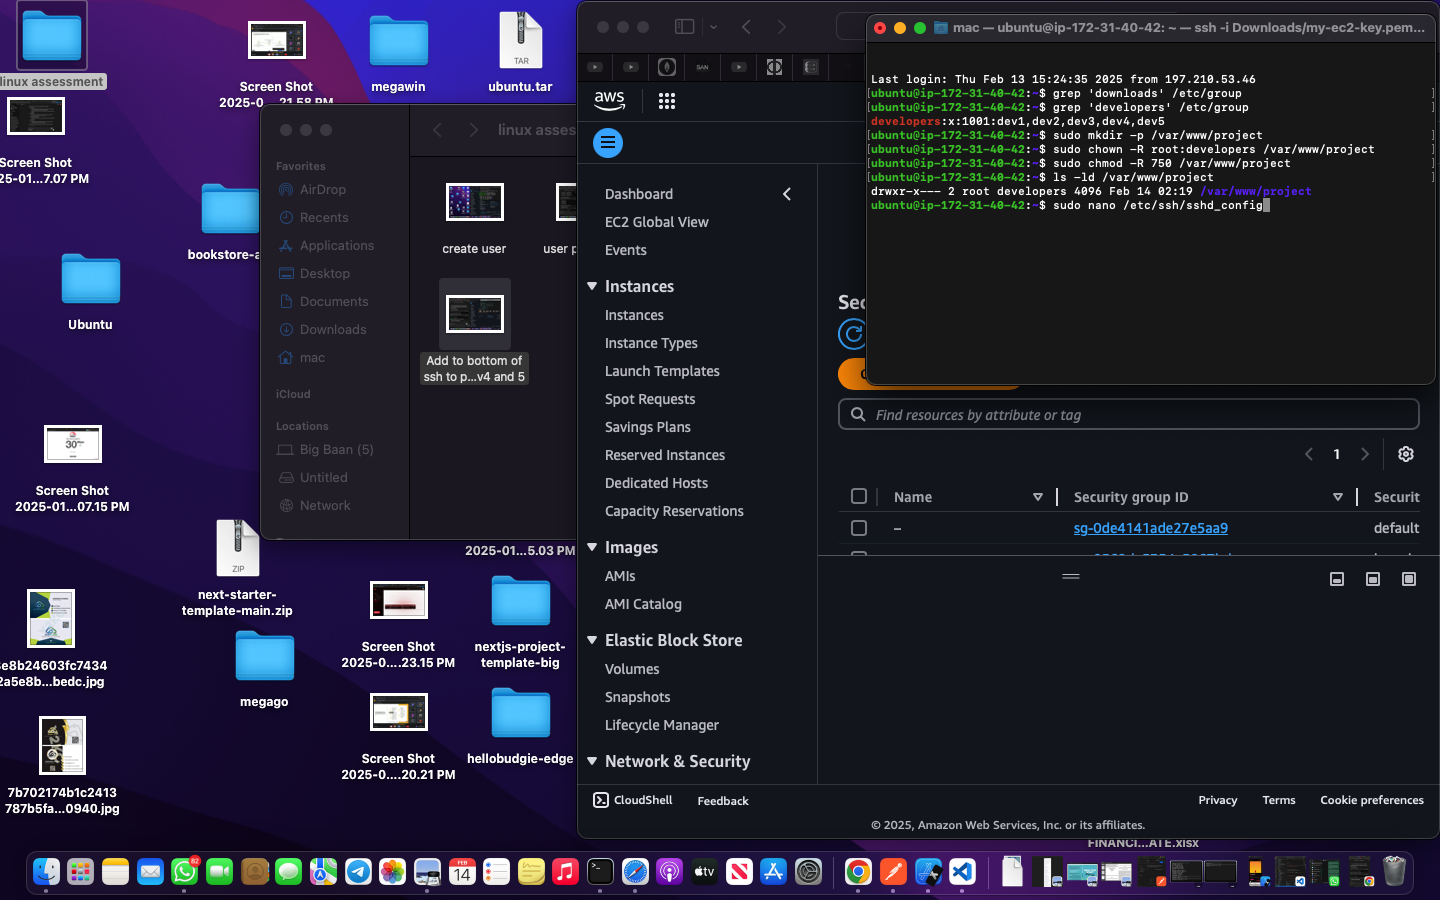 linux assessment
Screen Shot
25-01...7.07 PM
Screen Shot
2025-0....21.58 PM
megawin
TAR
ubuntu.tar
bookstore-a
Ubuntu
Screen Shot
2025-01...07.15 PM
ZIP
next-starter-
template-main.zip
e8b24603fc7434
2a5e8b...bedc.jpg
megago
7b702174b1c2413
787b5fa...0940.jpg
2025-01...5.03 PM
Screen Shot
2025-0....23.15 PM
nextjs-project-
template-big
Screen Shot
2025-0....20.21 PM
hellobudgie-edge
linux asses
Favorites
AirDrop
Recents
Applications
Desktop
Documents
Downloads
mac
iCloud
Locations
Big Baan (5)
Untitled
Network
create user
user p
Add to bottom of
ssh to p...v4 and 5
SAN
aws
Dashboard
EC2 Global View
Events
Instances
Instances
Instance Types
Launch Templates
Spot Requests
Savings Plans
Reserved Instances
Dedicated Hosts
Capacity Reservations
Images
AMIs
AMI Catalog
Elastic Block Store
Volumes
Snapshots
Lifecycle Manager
Network & Security
mac — ubuntu@ip-172-31-40-42: ~ — ssh -i Downloads/my-ec2-key.pem...
Last login: Thu Feb 13 15:24:35 2025 from 197.210.53.46
[ubuntu@ip-172-31-40-42:~$ grep 'downloads' /etc/group ]
[ubuntu@ip-172-31-40-42:~$ grep 'developers' /etc/group ]
developers:x:1001:dev1,dev2,dev3,dev4,dev5
[ubuntu@ip-172-31-40-42:~$ sudo mkdir -p /var/www/project ]
[ubuntu@ip-172-31-40-42:~$ sudo chown -R root:developers /var/www/project ]
[ubuntu@ip-172-31-40-42:~$ sudo chmod -R 750 /var/www/project ]
[ubuntu@ip-172-31-40-42:~$ ls -ld /var/www/project ]
drwxr-x--- 2 root developers 4096 Feb 14 02:19 /var/www/project
ubuntu@ip-172-31-40-42:~$ sudo nano /etc/ssh/sshd_config
Sec
Find resources by attribute or tag
1
Name
Security group ID
Securit
–
sg-0de4141ade27e5aa9
default
CloudShell
Feedback
Privacy
Terms
Cookie preferences
© 2025, Amazon Web Services, Inc. or its affiliates.
FINANCI...ATE.xlsx
82
FEB
14
tv